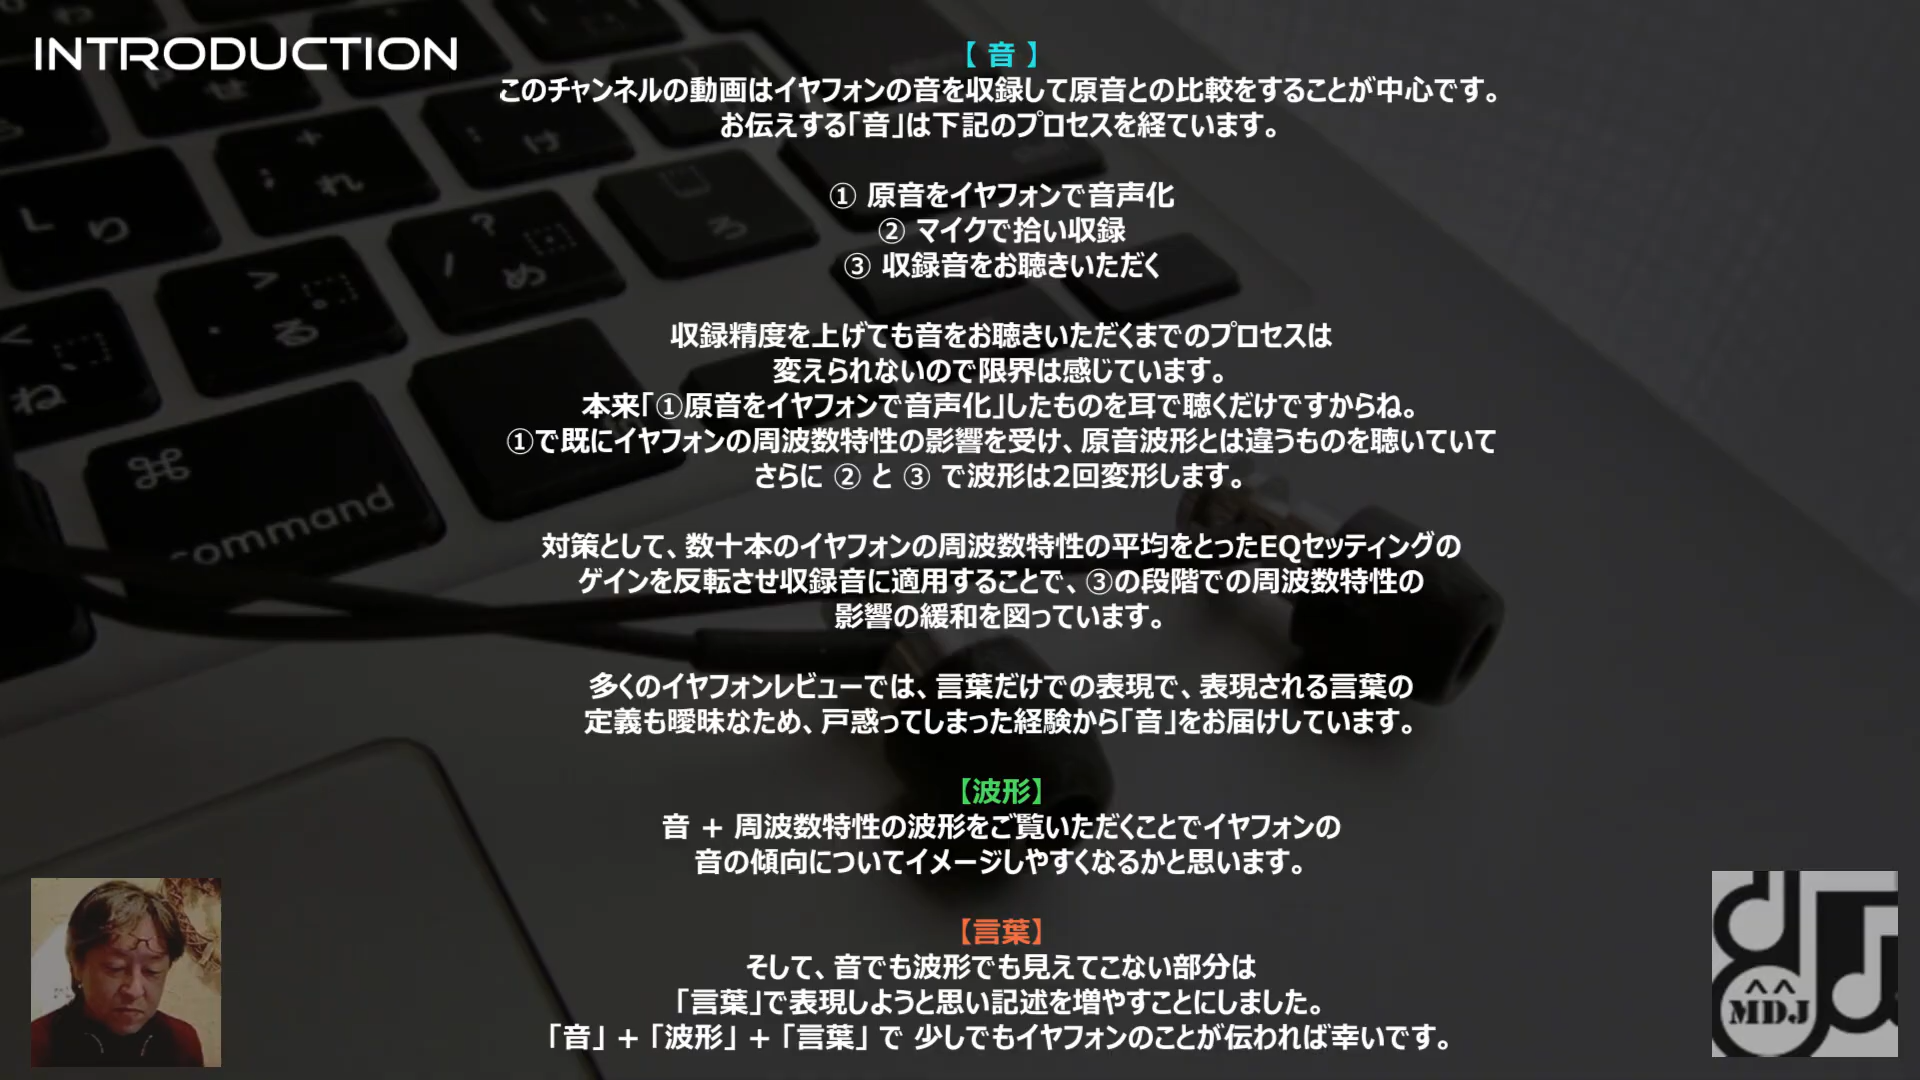 INTRODUCTION
【 音 】
このチャンネルの動画はイヤフォンの音を収録して原音との比較をすることが中心です。
お伝えする「音」は下記のプロセスを経ています。
① 原音をイヤフォンで音声化
② マイクで拾い収録
③ 収録音をお聴きいただく
収録精度を上げても音をお聴きいただくまでのプロセスは
変えられないので限界は感じています。
本来「①原音をイヤフォンで音声化」したものを耳で聴くだけですからね。
①で既にイヤフォンの周波数特性の影響を受け、原音波形とは違うものを聴いていて
さらに ② と ③ で波形は2回変形します。
対策として、数十本のイヤフォンの周波数特性の平均をとったEQセッティングの
ゲインを反転させ収録音に適用することで、③の段階での周波数特性の
影響の緩和を図っています。
多くのイヤフォンレビューでは、言葉だけでの表現で、表現される言葉の
定義も曖昧なため、戸惑ってしまった経験から「音」をお届けしています。
【波形】
音 + 周波数特性の波形をご覧いただくことでイヤフォンの
音の傾向についてイメージしやすくなるかと思います。
【言葉】
そして、音でも波形でも見えてこない部分は
「言葉」で表現しようと思い記述を増やすことにしました。
「音」+「波形」+「言葉」で 少しでもイヤフォンのことが伝われば幸いです。
command
MDJ